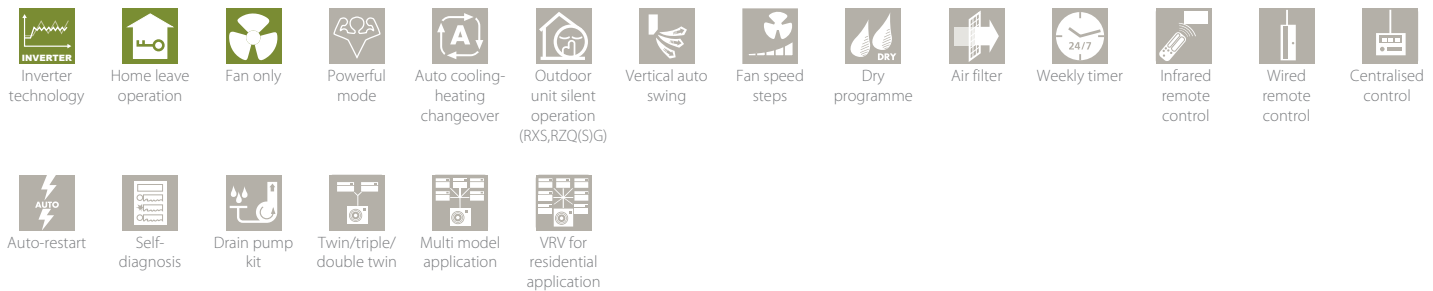 INVERTER
A
24/7
DRY
Inverter
technology
Home leave
operation
Fan only
Powerful
mode
Auto cooling-
heating
changeover
Outdoor
unit silent
operation
(RXS,RZQ(S)G)
Vertical auto
swing
Fan speed
steps
Dry
programme
Air filter
Weekly timer
Infrared
remote
control
Wired
remote
control
Centralised
control
AUTO
Auto-restart
Self-
diagnosis
Drain pump
kit
Twin/triple/
double twin
Multi model
application
VRV for
residential
application